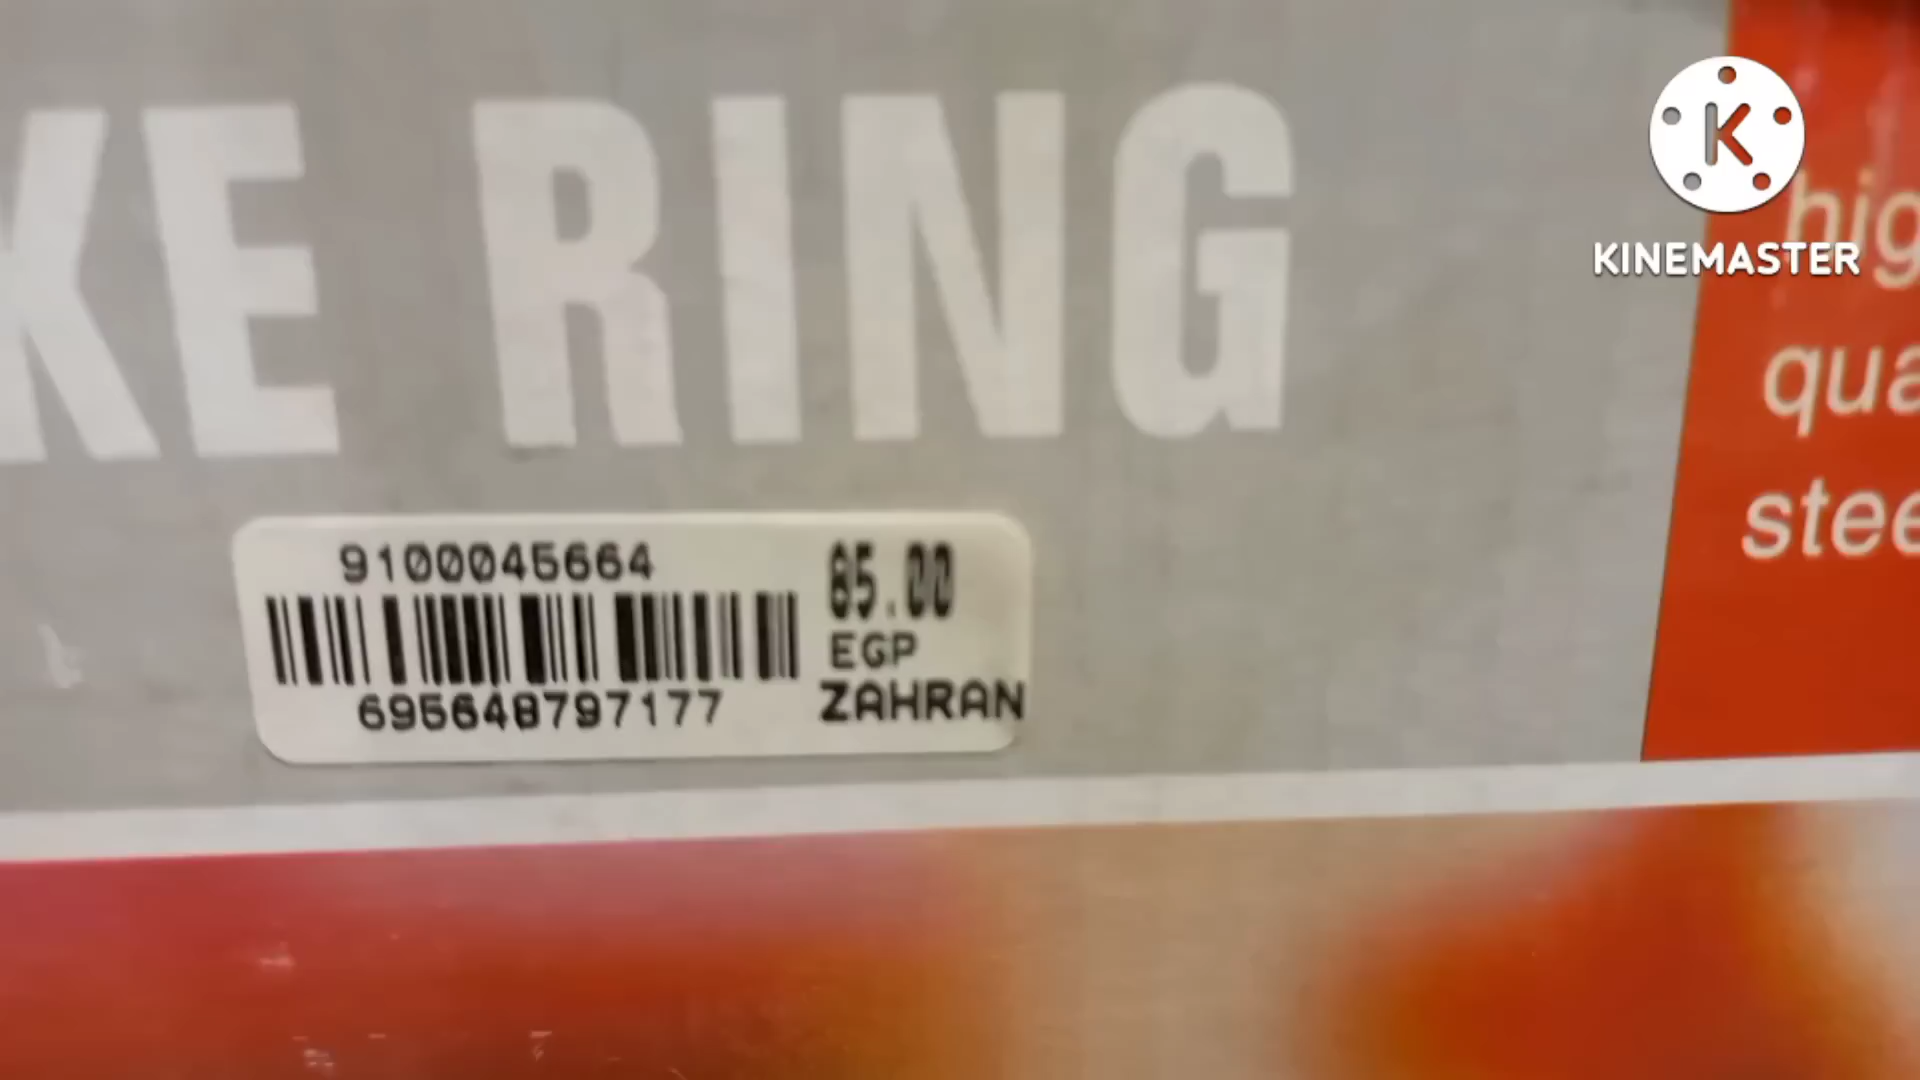 KE RING
9100045664
85.00
EGP
695648797177
ZAHRAN
hig
qua
stee
K
KINEMASTER